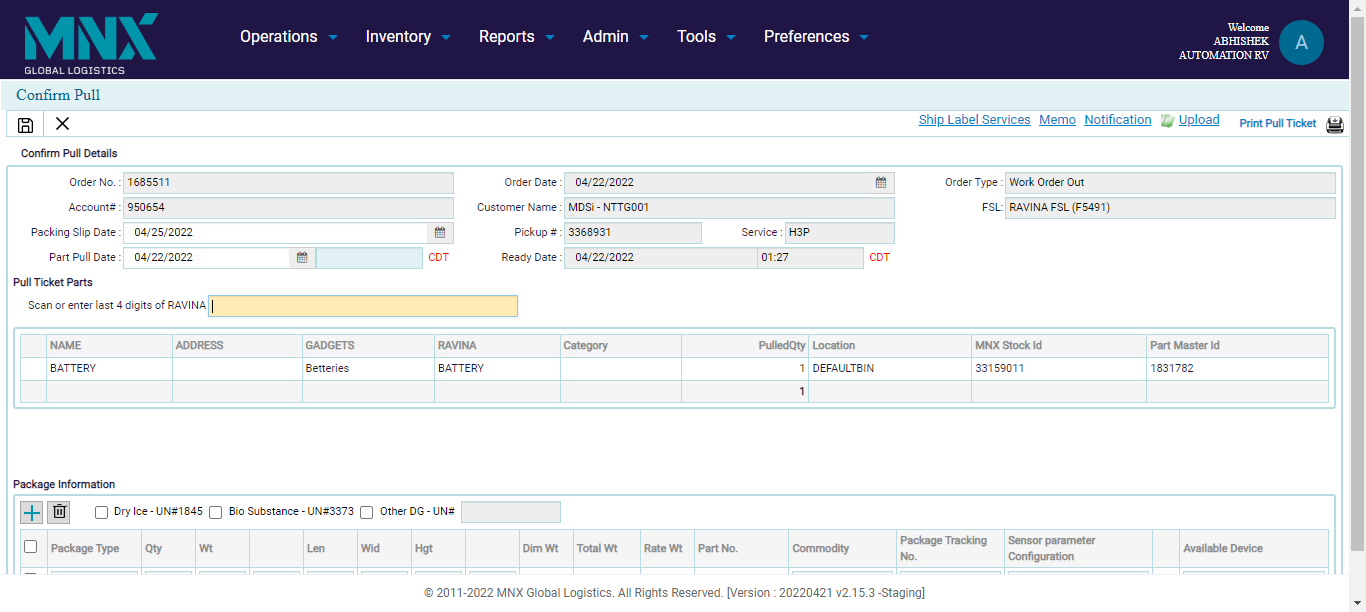 MNX
GLOBAL LOGISTICS
Operations Inventory Reports Admin Tools Preferences
Welcome
ABHISHEK
AUTOMATION RV
A
Confirm Pull
Ship Label Services Memo Notification Upload Print Pull Ticket
Confirm Pull Details
Order No. : 1685511 Order Date : 04/22/2022 Order Type : Work Order Out
Account# : 950654 Customer Name : MDSi - NTTG001 FSL: RAVINA FSL (F5491)
Packing Slip Date : 04/25/2022 Pickup # : 3368931 Service : H3P
Part Pull Date : 04/22/2022 CDT Ready Date : 04/22/2022 01:27 CDT
Pull Ticket Parts
Scan or enter last 4 digits of RAVINA
NAME ADDRESS GADGETS RAVINA Category PulledQty Location MNX Stock Id Part Master Id
BATTERY Betteries BATTERY 1 DEFAULTBIN 33159011 1831782
1
Package Information
Dry Ice - UN#1845 Bio Substance - UN#3373 Other DG - UN#
Package Type Qty Wt Len Wid Hgt Dim Wt Total Wt Rate Wt Part No. Commodity Package Tracking No. Sensor parameter Configuration Available Device
© 2011-2022 MNX Global Logistics. All Rights Reserved. [Version : 20220421 v2.15.3 -Staging]